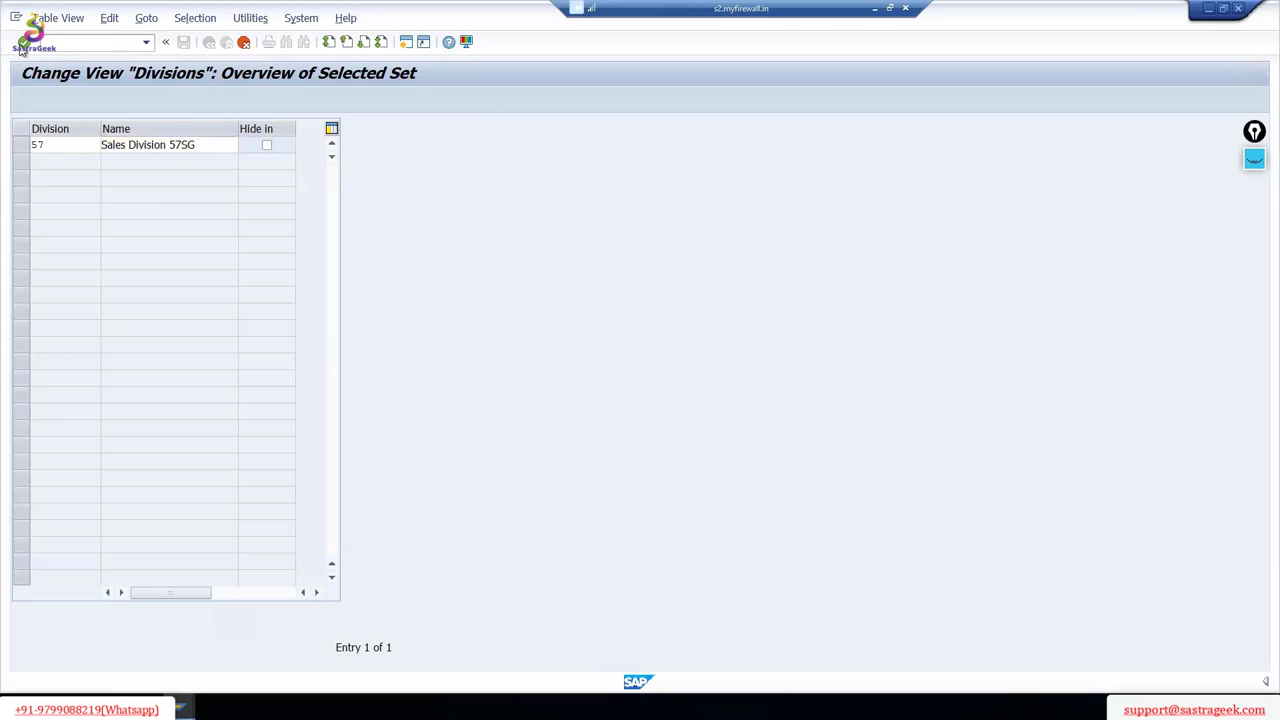 Table View Edit Goto Selection Utilities System Help
s2.myfirewall.in
SastraGeek
Change View "Divisions": Overview of Selected Set
Division Name Hide in
57 Sales Division 57SG
Entry 1 of 1
SAP
+91-9799088219(Whatsapp)
support@sastrageek.com